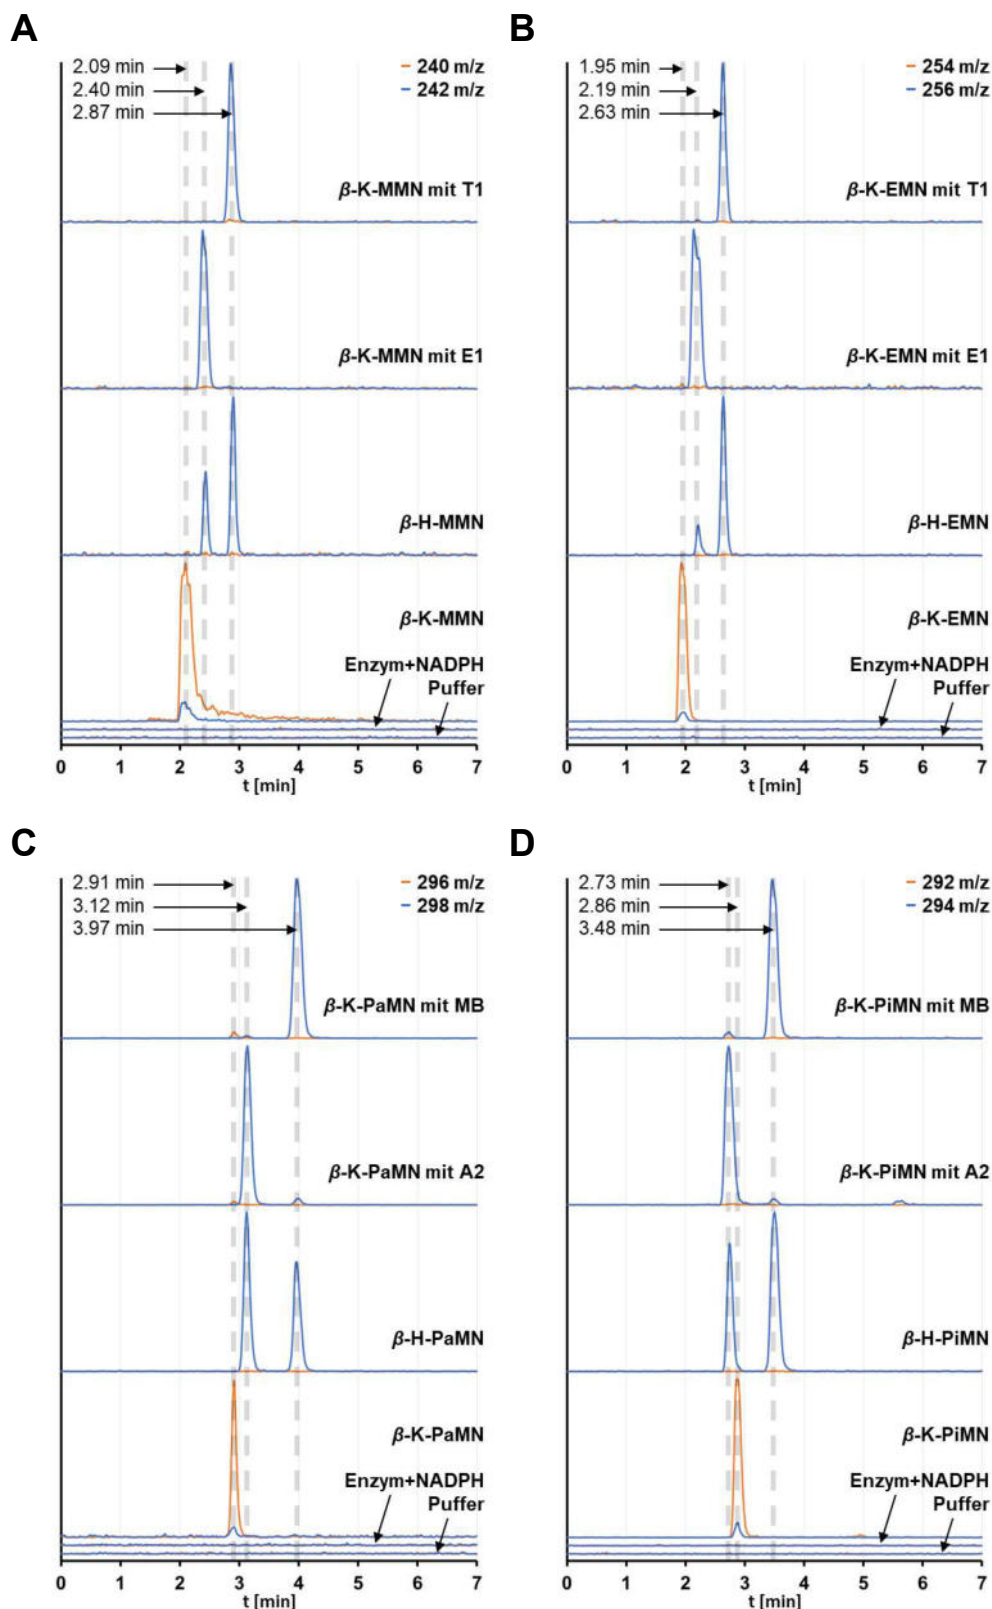 A
2.09 min
2.40 min
2.87 min
240 m/z
242 m/z
β-K-MMN mit T1
β-K-MMN mit E1
β-H-MMN
β-K-MMN
Enzym+NADPH
Puffer
0 1 2 3 4 5 6 7
t [min]
B
1.95 min
2.19 min
2.63 min
254 m/z
256 m/z
β-K-EMN mit T1
β-K-EMN mit E1
β-H-EMN
β-K-EMN
Enzym+NADPH
Puffer
0 1 2 3 4 5 6 7
t [min]
C
2.91 min
3.12 min
3.97 min
296 m/z
298 m/z
β-K-PaMN mit MB
β-K-PaMN mit A2
β-H-PaMN
β-K-PaMN
Enzym+NADPH
Puffer
0 1 2 3 4 5 6 7
t [min]
D
2.73 min
2.86 min
3.48 min
292 m/z
294 m/z
β-K-PiMN mit MB
β-K-PiMN mit A2
β-H-PiMN
β-K-PiMN
Enzym+NADPH
Puffer
0 1 2 3 4 5 6 7
t [min]